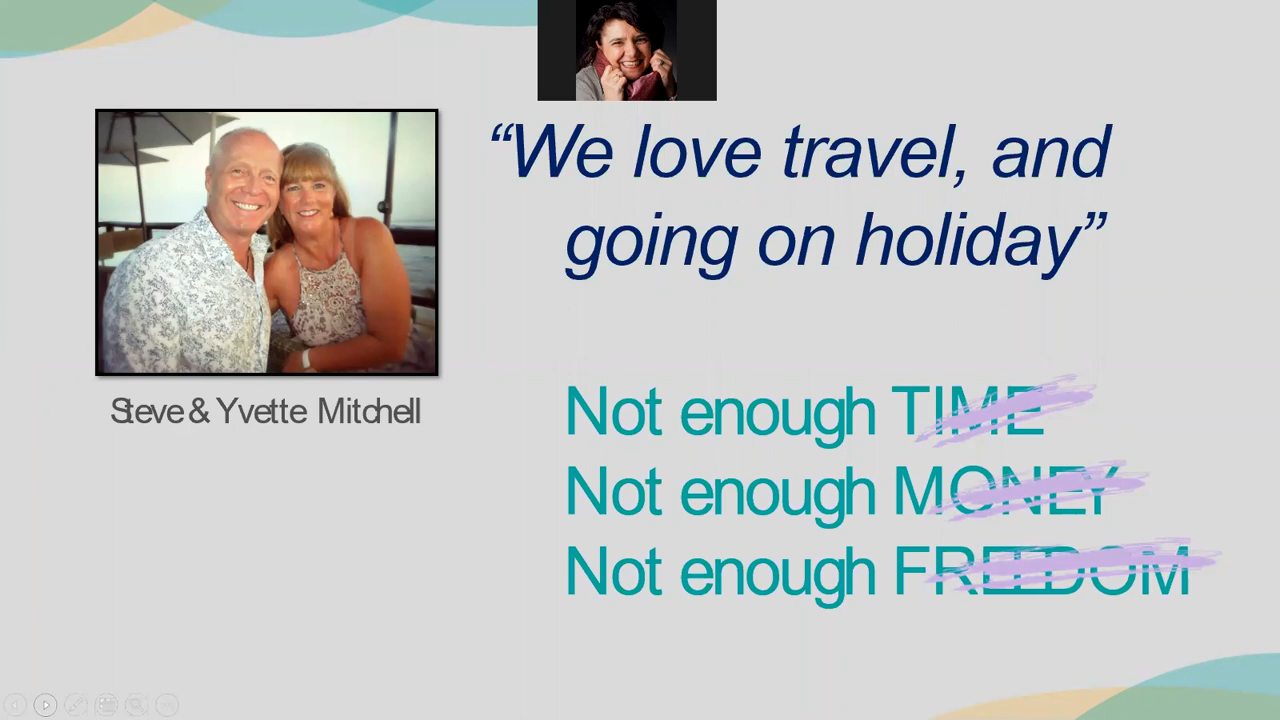 “We love travel, and
going on holiday”
Steve & Yvette Mitchell
Not enough TIME
Not enough MONEY
Not enough FREEDOM